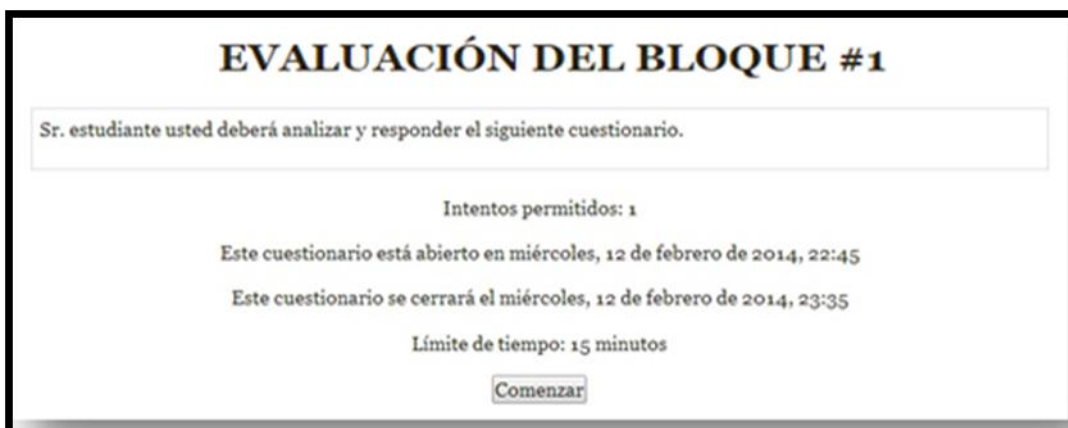 EVALUACIÓN DEL BLOQUE #1
Sr. estudiante usted deberá analizar y responder el siguiente cuestionario.
Intentos permitidos: 1
Este cuestionario está abierto en miércoles, 12 de febrero de 2014, 22:45
Este cuestionario se cerrará el miércoles, 12 de febrero de 2014, 23:35
Límite de tiempo: 15 minutos
Comenzar